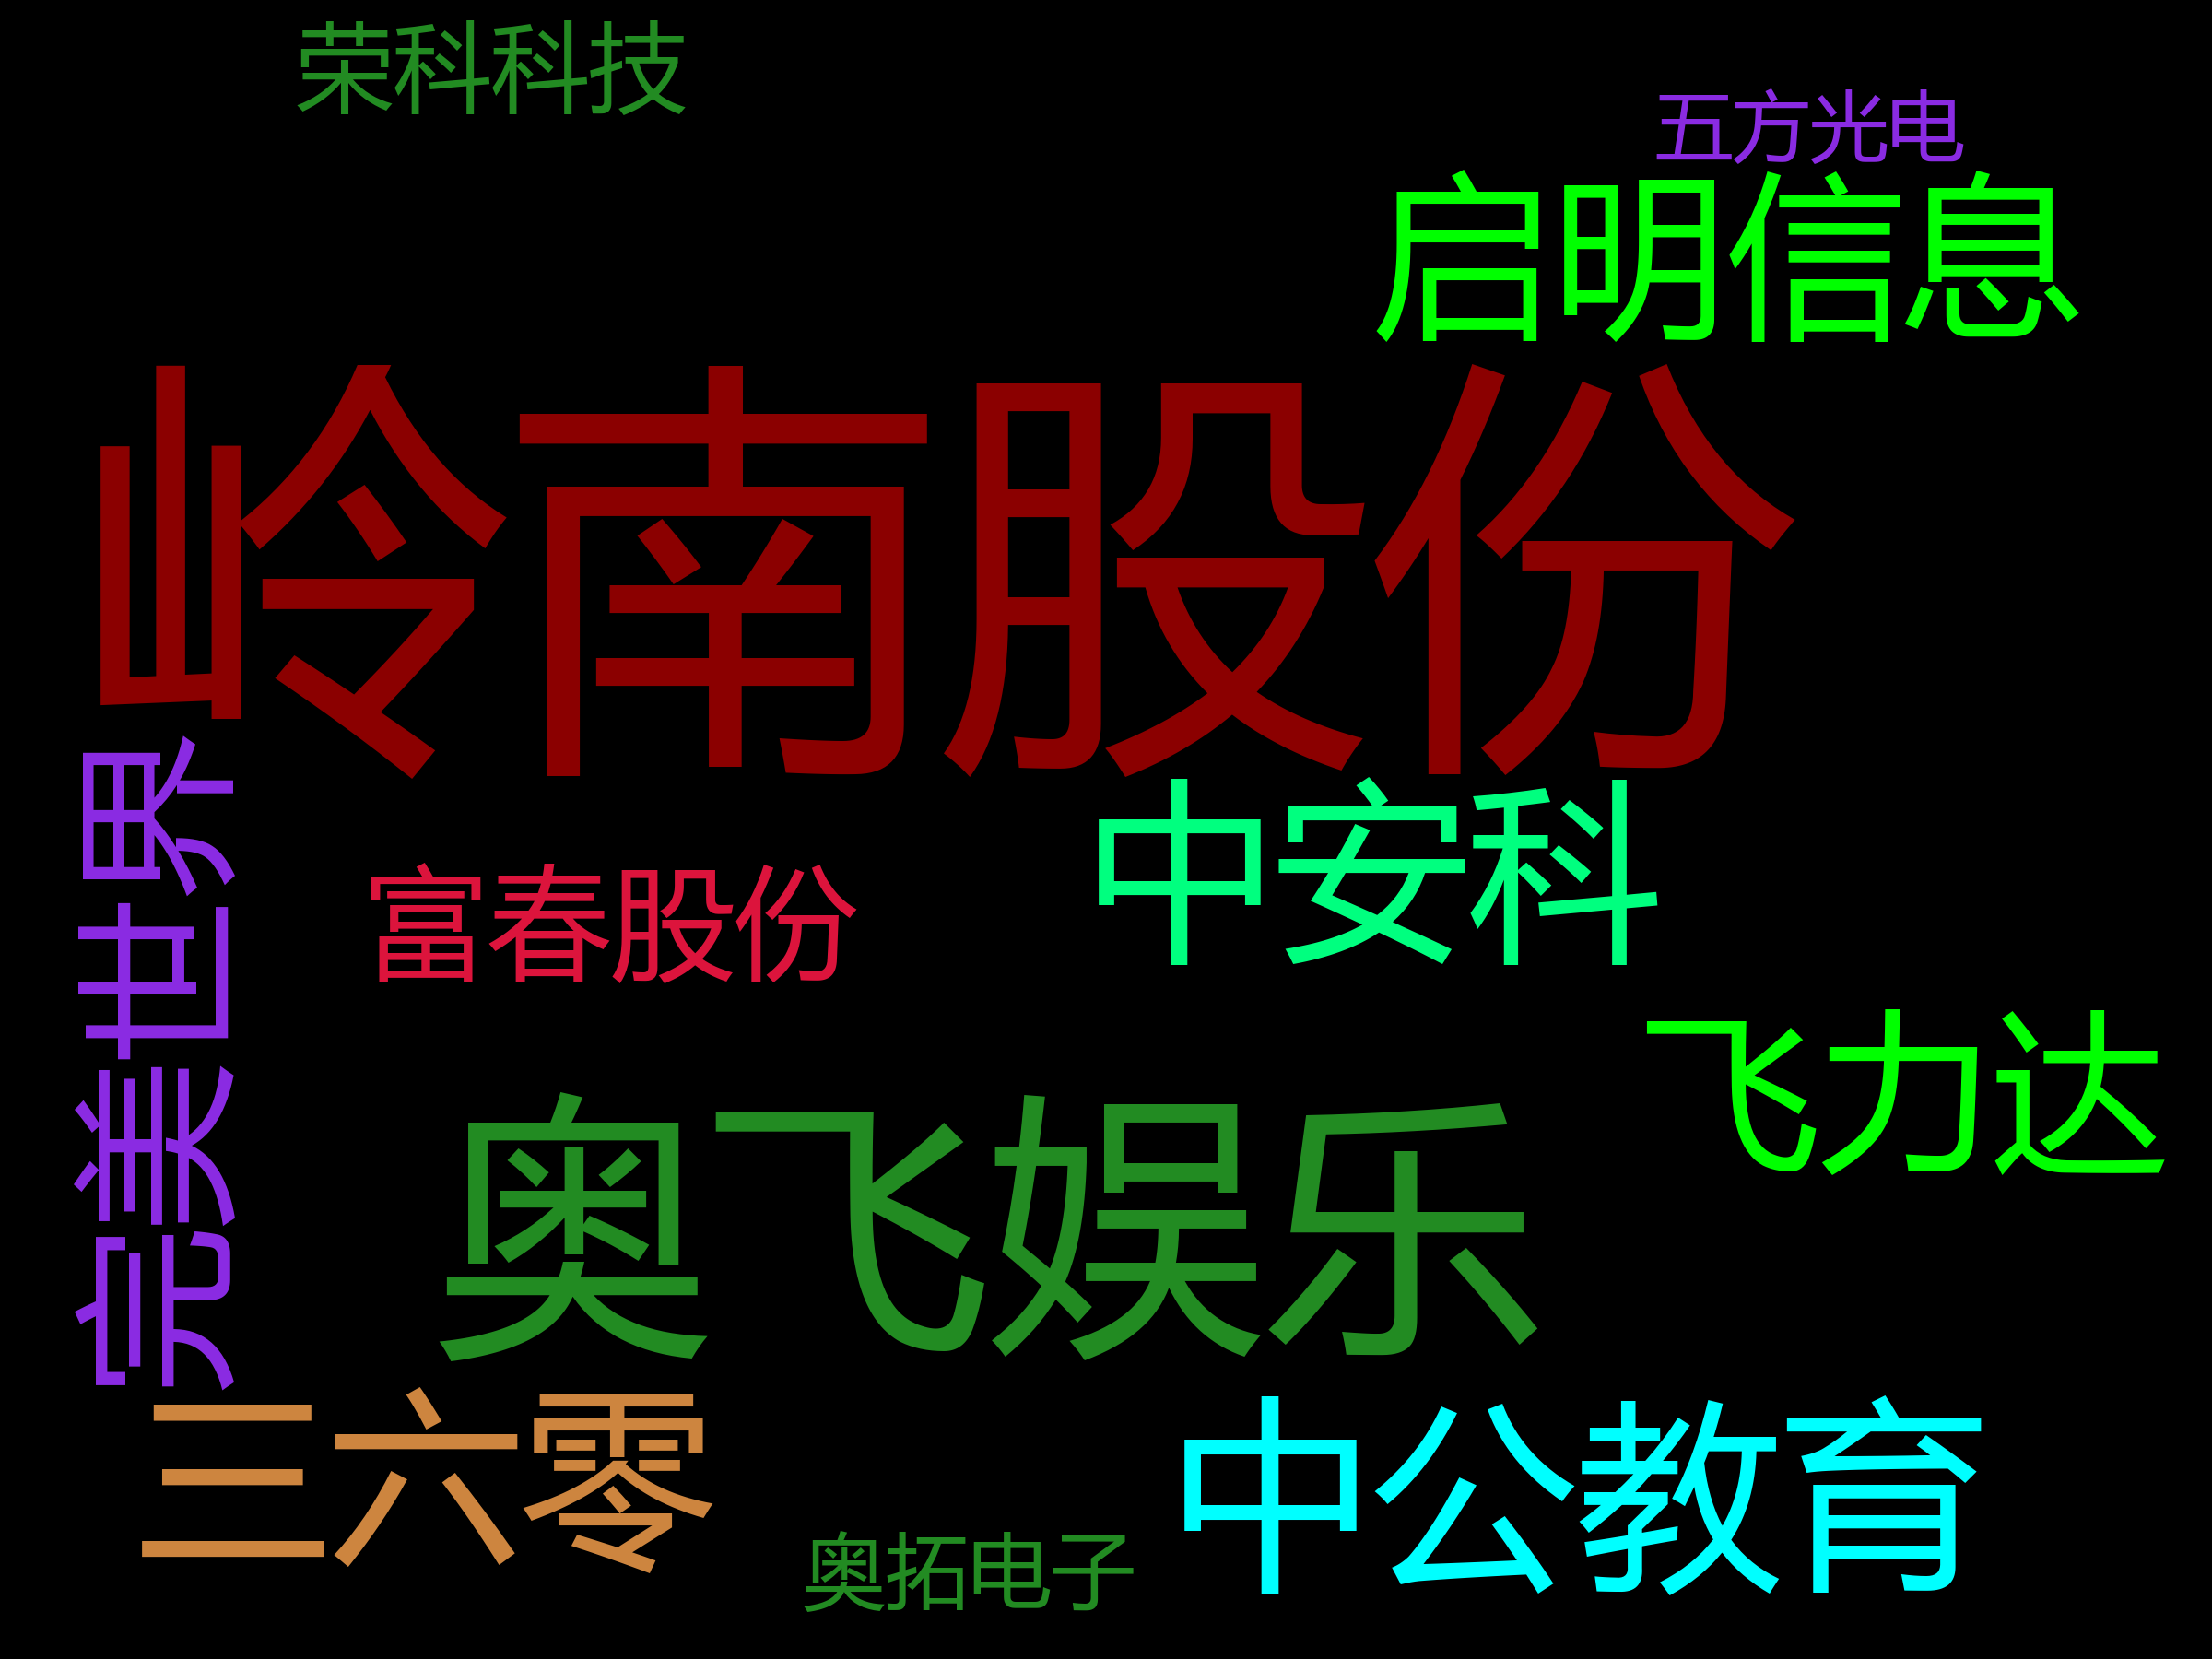 荣科科技
五方光电
启明信息
岭南股份
中安科
富春股份
完美世界
飞力达
奥飞娱乐
三六零
中公教育
奥拓电子